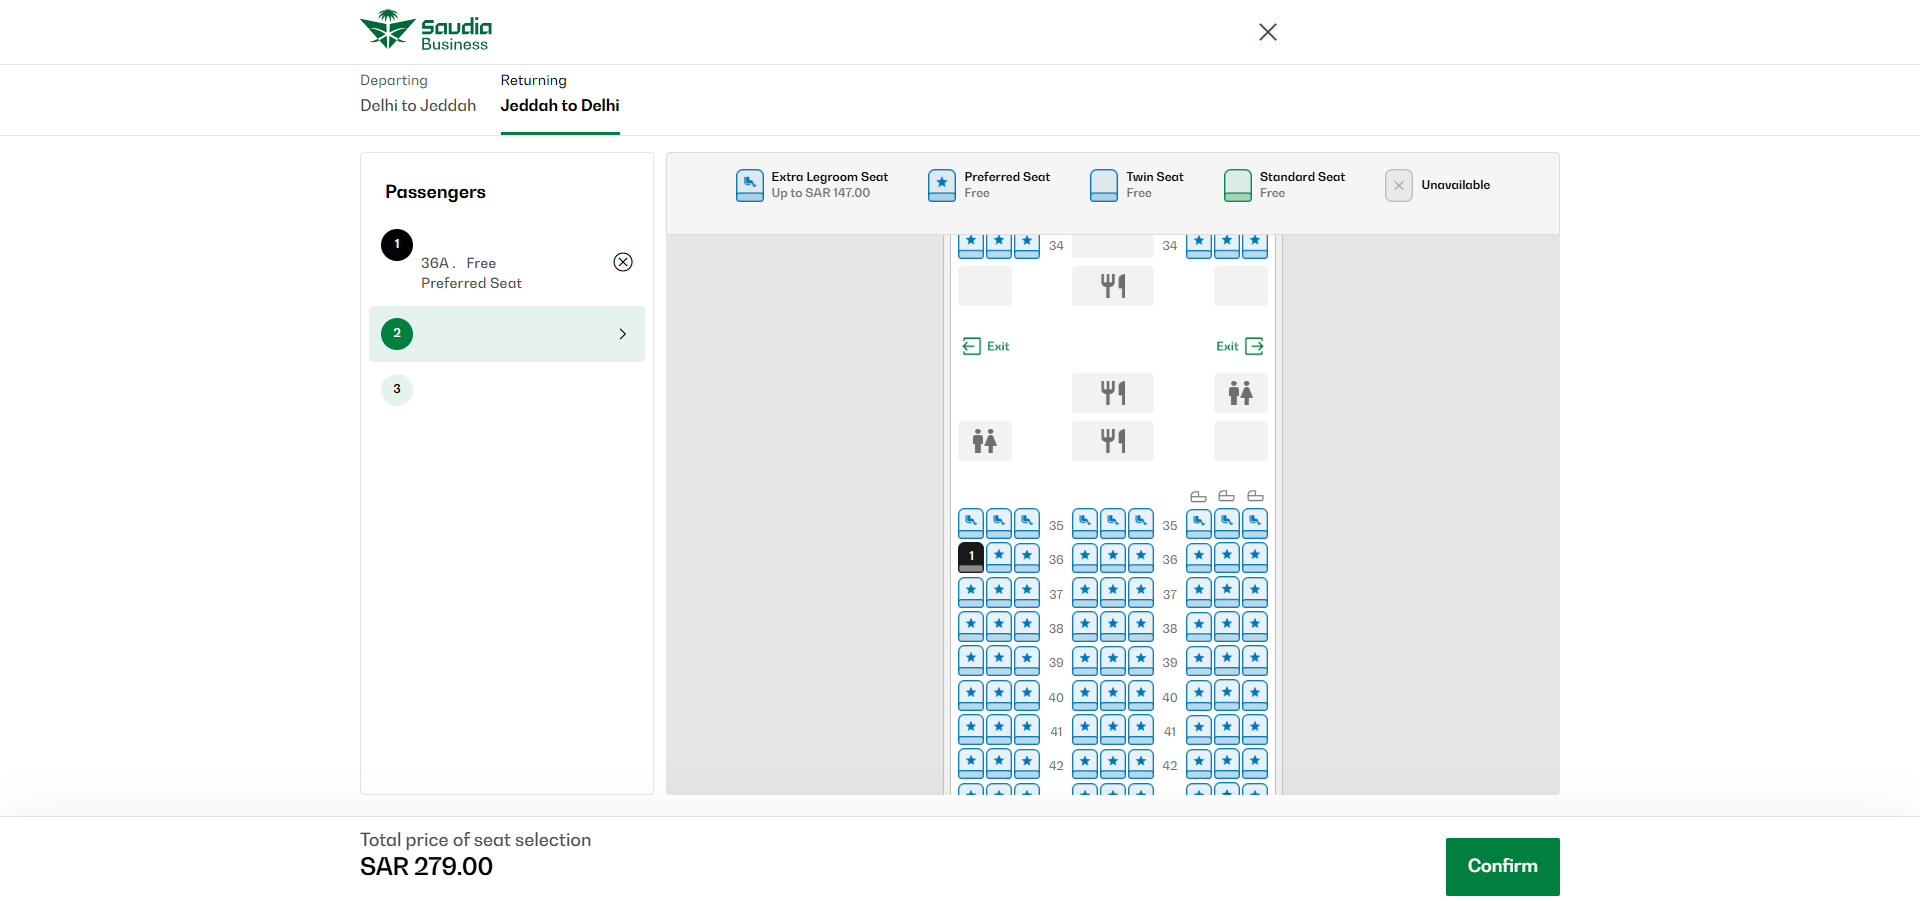 Saudia
Business
Departing
Delhi to Jeddah
Returning
Jeddah to Delhi
Passengers
1
36A . Free
Preferred Seat
2
3
Extra Legroom Seat
Up to SAR 147.00
Preferred Seat
Free
Twin Seat
Free
Standard Seat
Free
Unavailable
34 34
Exit Exit
35 35
1 36 36
37 37
38 38
39 39
40 40
41 41
42 42
Total price of seat selection
SAR 279.00
Confirm